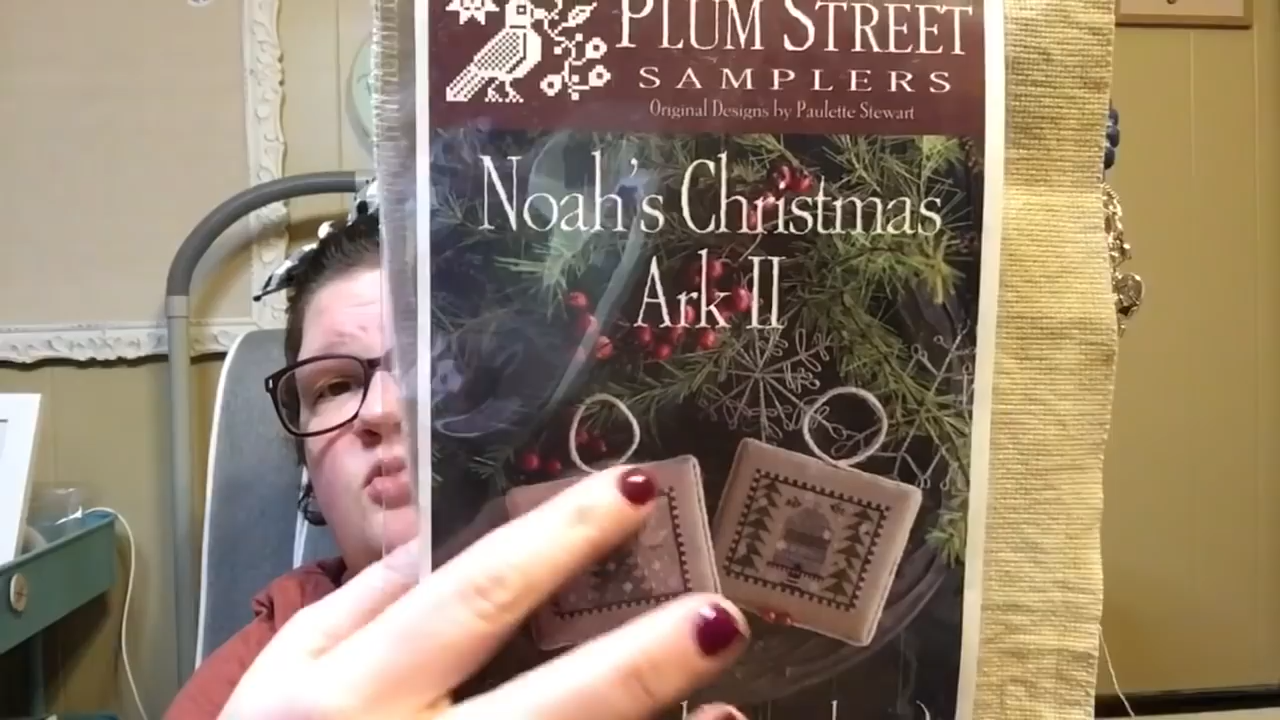 PLUM STREET
SAMPLERS
Original Designs by Paulette Stewart
Noah's Christmas
Ark II